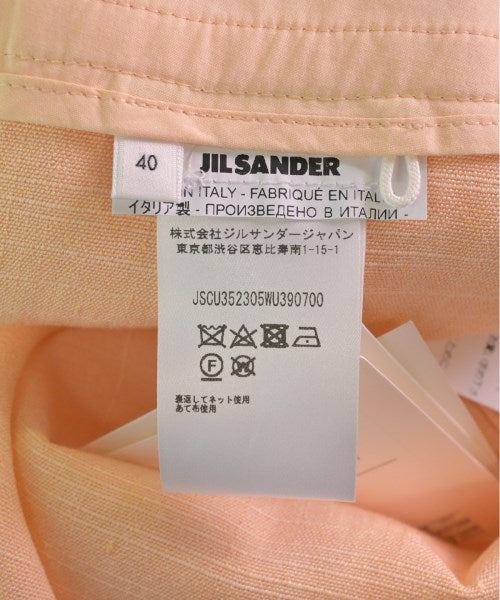 40
JIL SANDER
IN ITALY - FABRIQUÉ EN ITAL
イタリア製 - ПРОИЗВЕДЕНО В ИТАЛИИ -
株式会社ジルサンダージャパン
東京都渋谷区恵比寿南1-15-1
JSCU352305WU390700
F W
裏返してネット使用
あて布使用